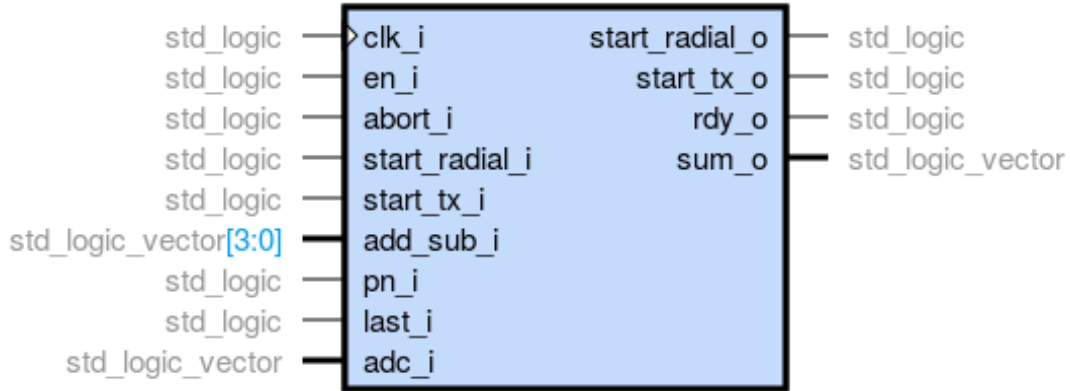 std_logic clk_i start_radial_o std_logic
std_logic en_i start_tx_o std_logic
std_logic abort_i rdy_o std_logic
std_logic start_radial_i sum_o std_logic_vector
std_logic start_tx_i
std_logic_vector[3:0] add_sub_i
std_logic pn_i
std_logic last_i
std_logic_vector adc_i